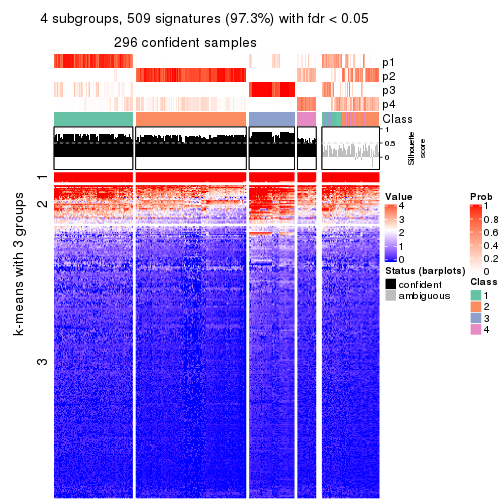 4 subgroups, 509 signatures (97.3%) with fdr < 0.05
296 confident samples
p1
p2
p3
p4
Class
1
0.5
0
Silhouette
score
k-means with 3 groups
1
2
3
Value
4
3
2
1
0
Status (barplots)
confident
ambiguous
Prob
1
0.8
0.6
0.4
0.2
0
Class
1
2
3
4